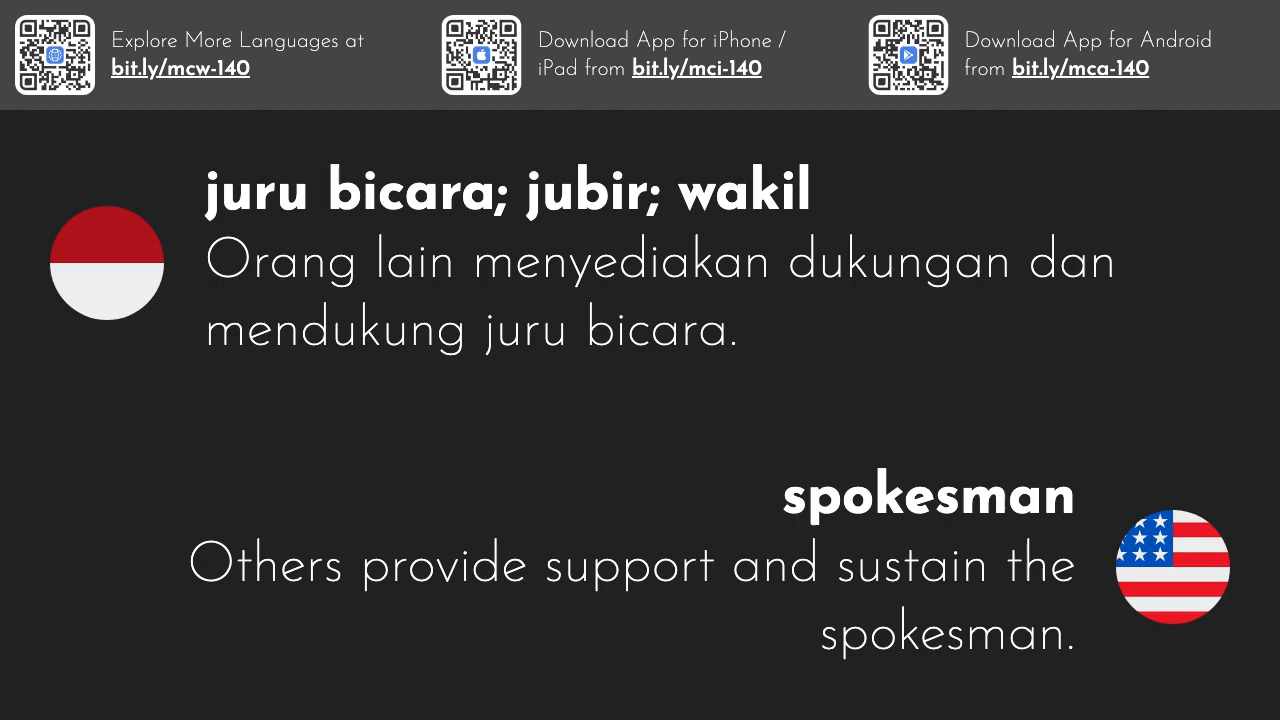 Explore More Languages at
bit.ly/mcw-140
Download App for iPhone /
iPad from bit.ly/mci-140
Download App for Android
from bit.ly/mca-140
juru bicara; jubir; wakil
Orang lain menyediakan dukungan dan
mendukung juru bicara.
spokesman
Others provide support and sustain the
spokesman.